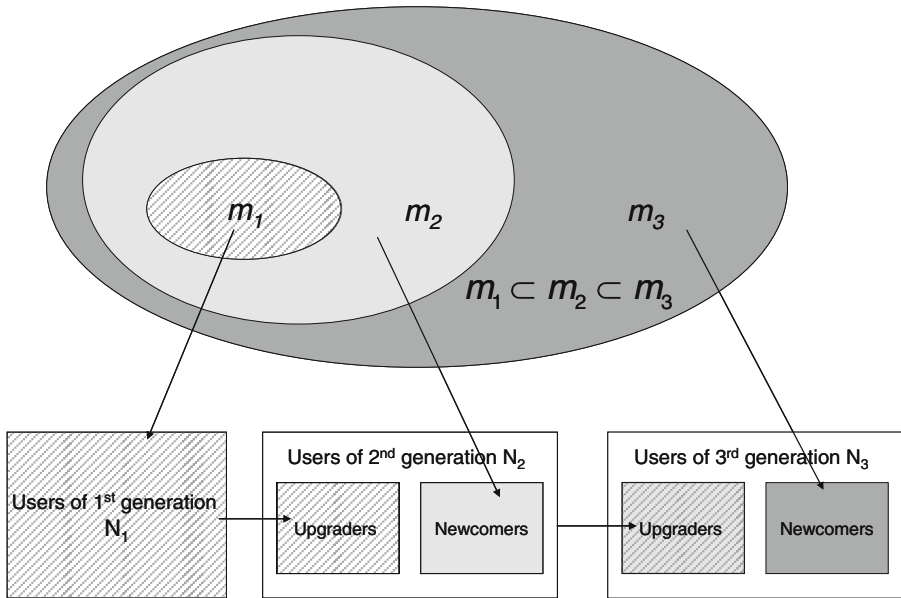 m₁ m₂ m₃
m₁ ⊂ m₂ ⊂ m₃
Users of 1ˢᵗ generation
N₁
Users of 2ⁿᵈ generation N₂
Upgraders Newcomers
Users of 3ʳᵈ generation N₃
Upgraders Newcomers